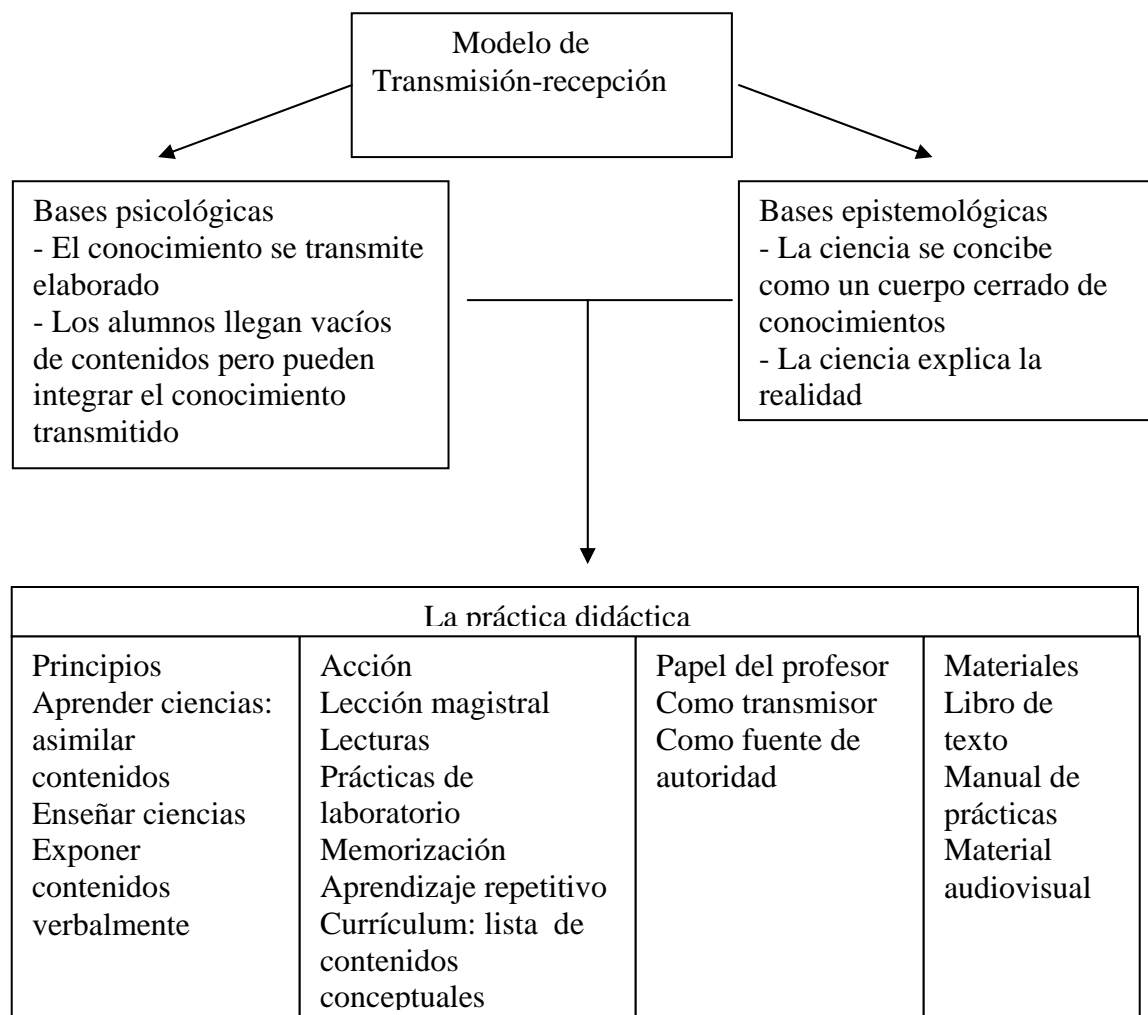 Modelo de
Transmisión-recepción
Bases psicológicas
- El conocimiento se transmite
elaborado
- Los alumnos llegan vacíos
de contenidos pero pueden
integrar el conocimiento
transmitido
Bases epistemológicas
- La ciencia se concibe
como un cuerpo cerrado de
conocimientos
- La ciencia explica la
realidad
La práctica didáctica
Principios
Aprender ciencias:
asimilar
contenidos
Enseñar ciencias
Exponer
contenidos
verbalmente
Acción
Lección magistral
Lecturas
Prácticas de
laboratorio
Memorización
Aprendizaje repetitivo
Currículum: lista  de
contenidos
conceptuales
Papel del profesor
Como transmisor
Como fuente de
autoridad
Materiales
Libro de
texto
Manual de
prácticas
Material
audiovisual